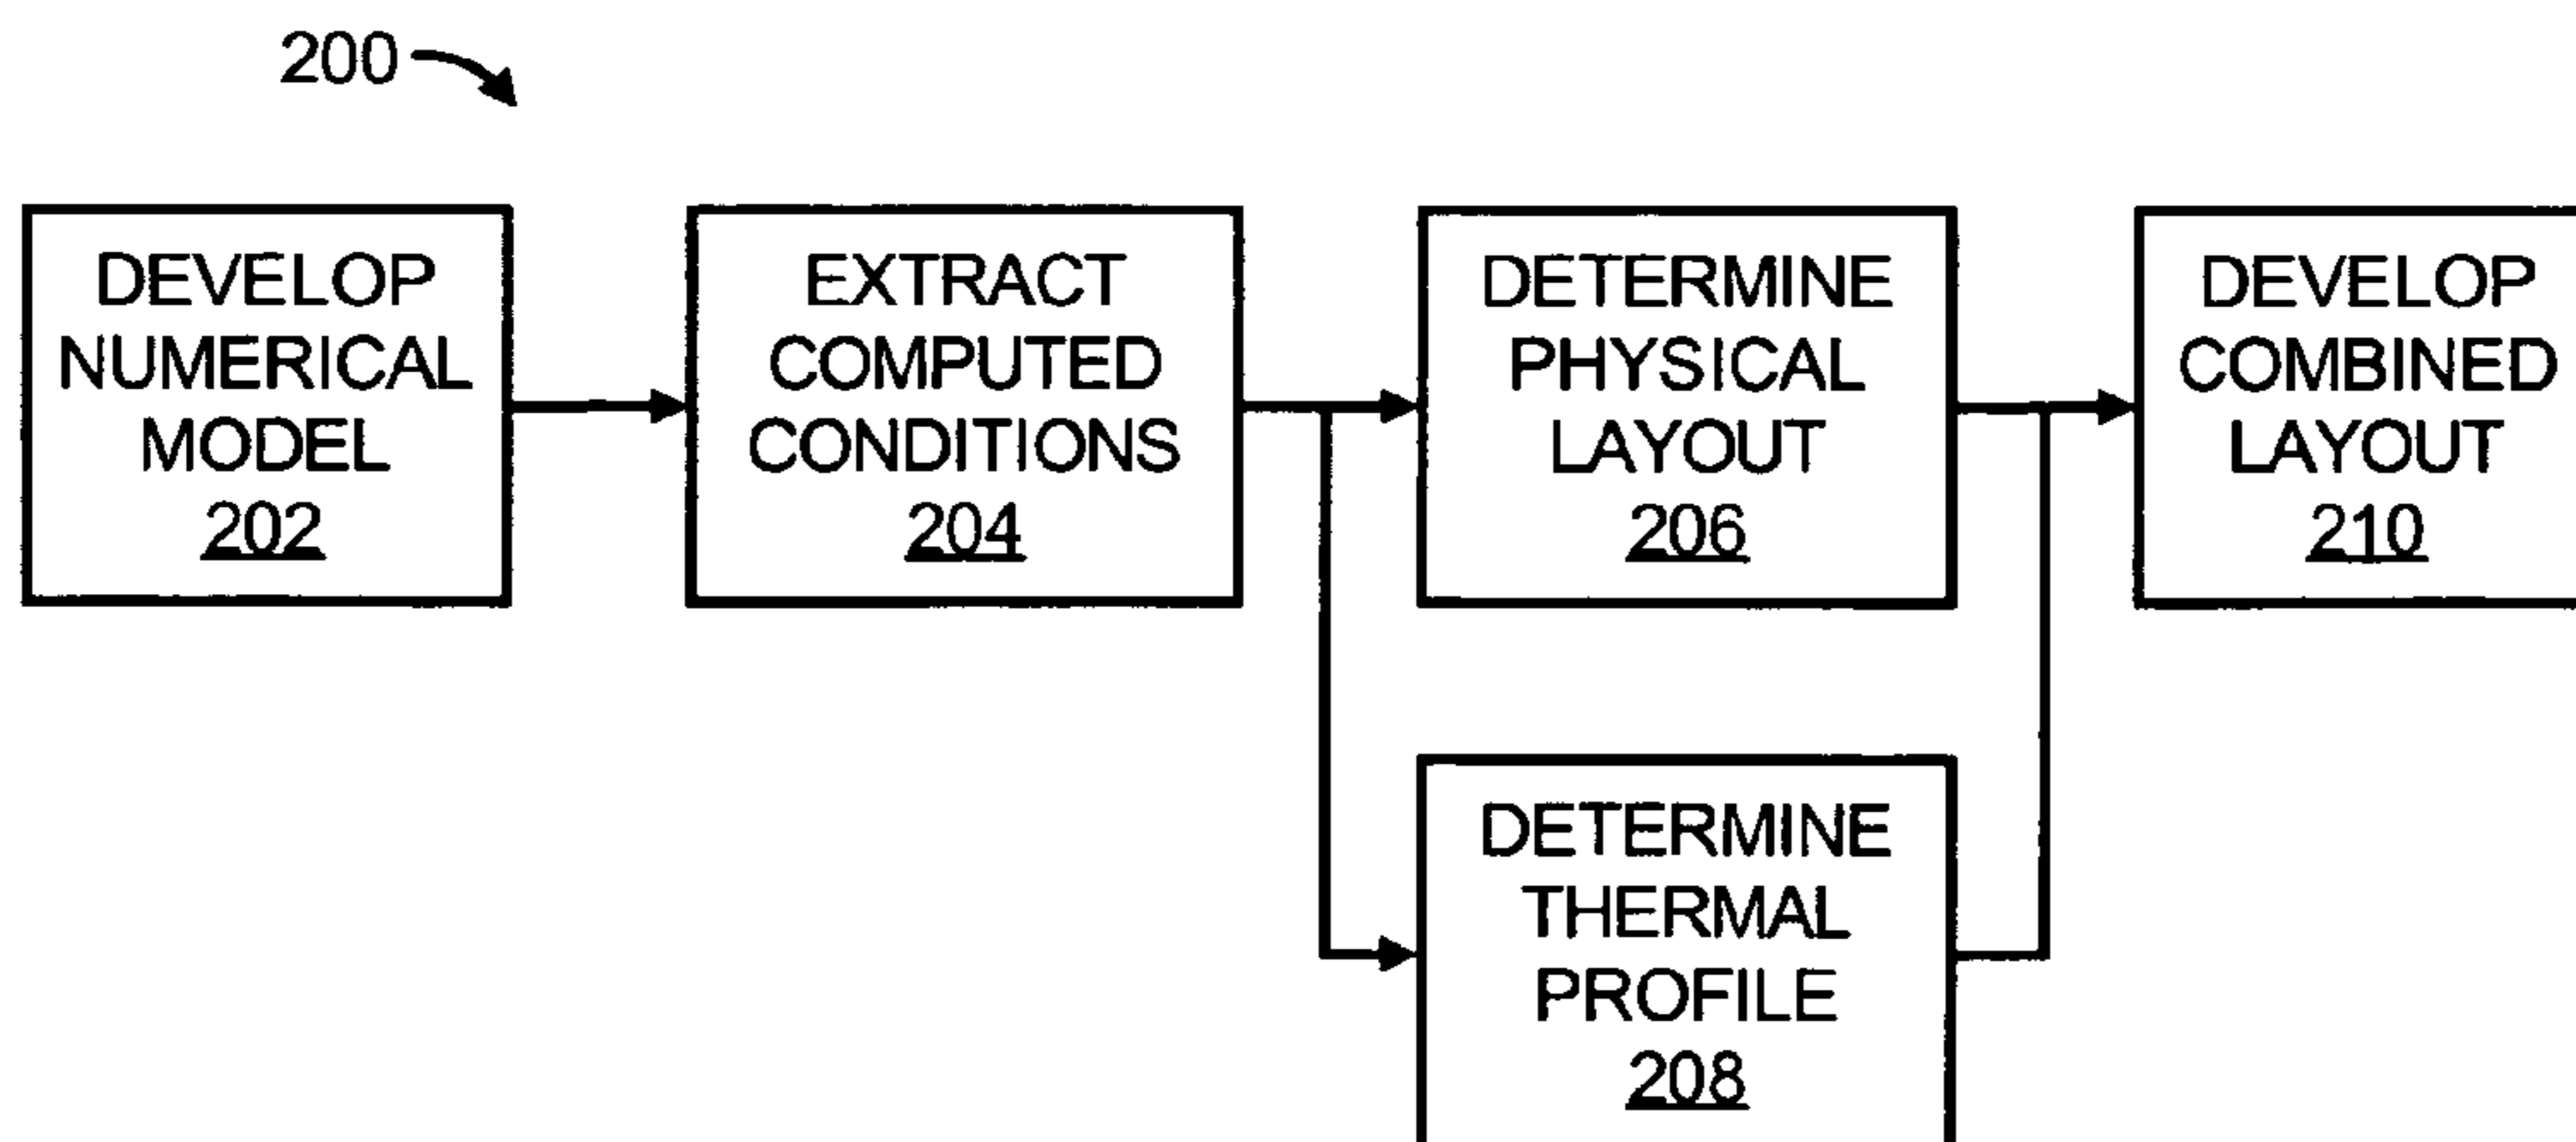 200
DEVELOP
NUMERICAL
MODEL
202
EXTRACT
COMPUTED
CONDITIONS
204
DETERMINE
PHYSICAL
LAYOUT
206
DEVELOP
COMBINED
LAYOUT
210
DETERMINE
THERMAL
PROFILE
208